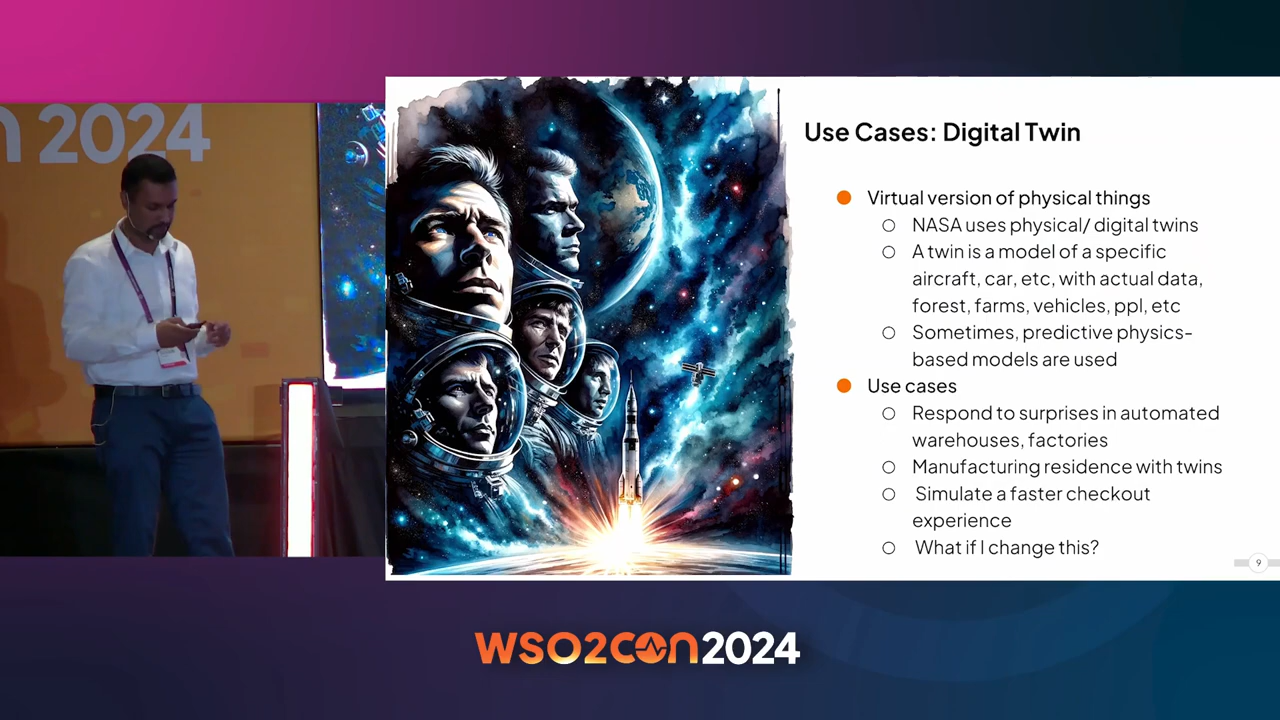 n 2024
Use Cases: Digital Twin
Virtual version of physical things
NASA uses physical/ digital twins
A twin is a model of a specific
aircraft, car, etc, with actual data,
forest, farms, vehicles, ppl, etc
Sometimes, predictive physics-
based models are used
Use cases
Respond to surprises in automated
warehouses, factories
Manufacturing residence with twins
Simulate a faster checkout
experience
What if I change this?
9
WSO2CON2024